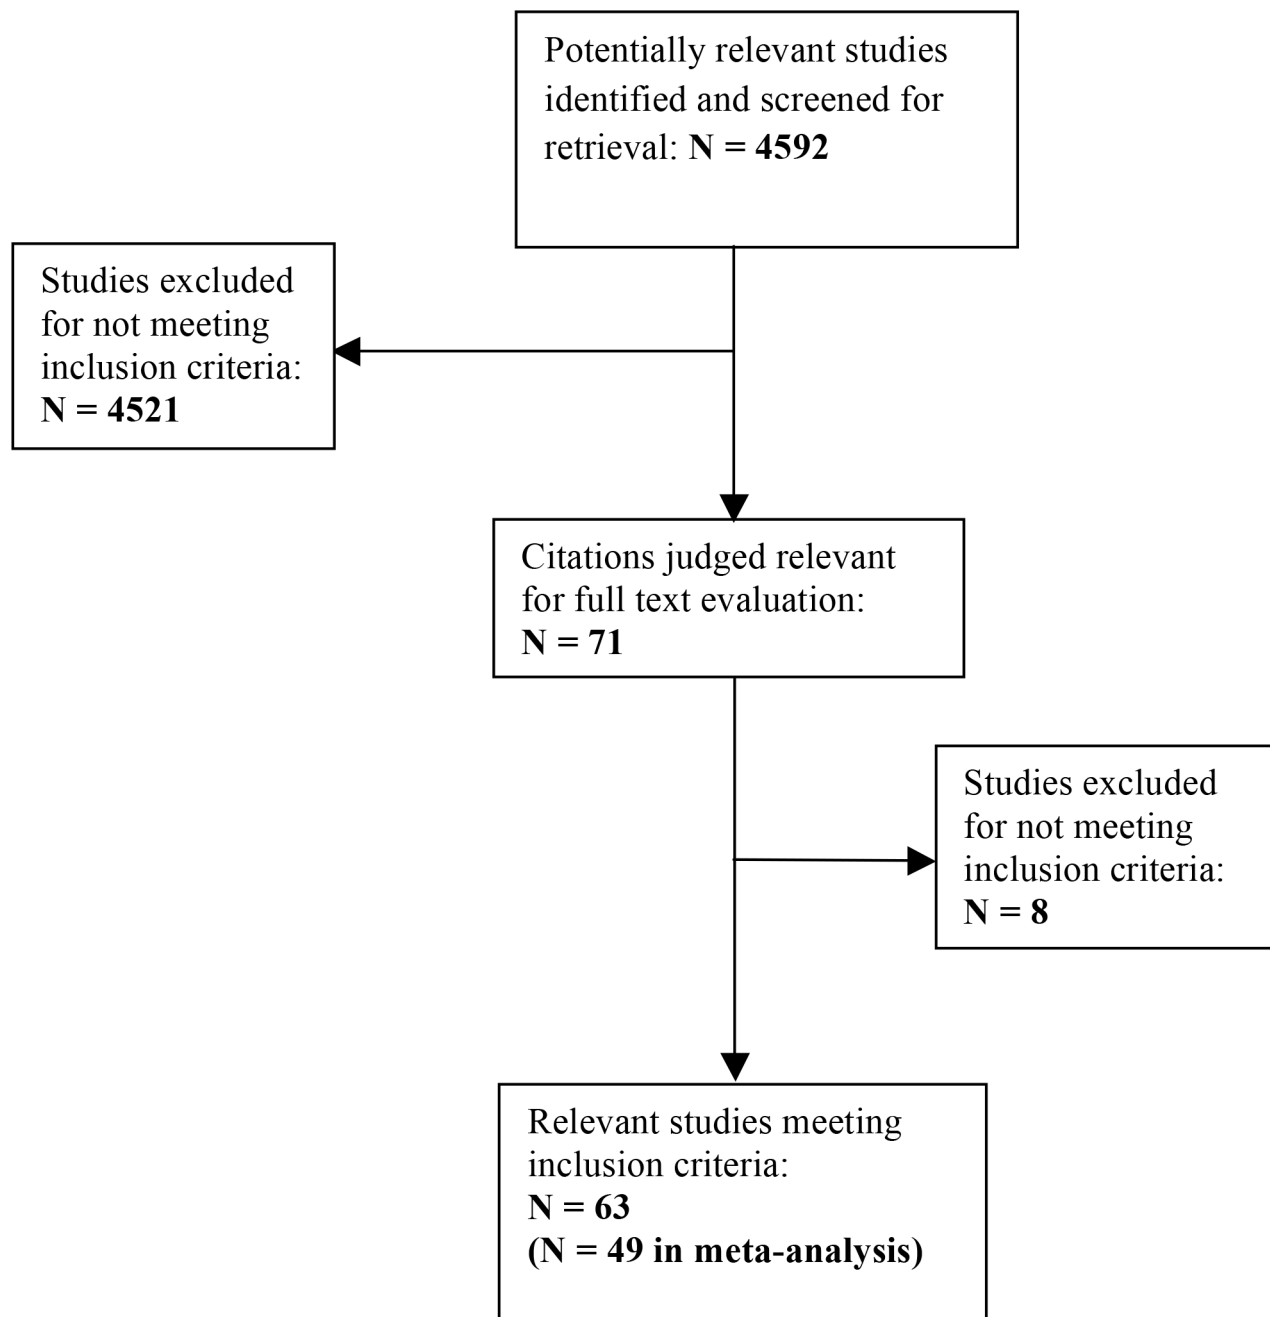 Potentially relevant studies
identified and screened for
retrieval: N = 4592
Studies excluded
for not meeting
inclusion criteria:
N = 4521
Citations judged relevant
for full text evaluation:
N = 71
Studies excluded
for not meeting
inclusion criteria:
N = 8
Relevant studies meeting
inclusion criteria:
N = 63
(N = 49 in meta-analysis)